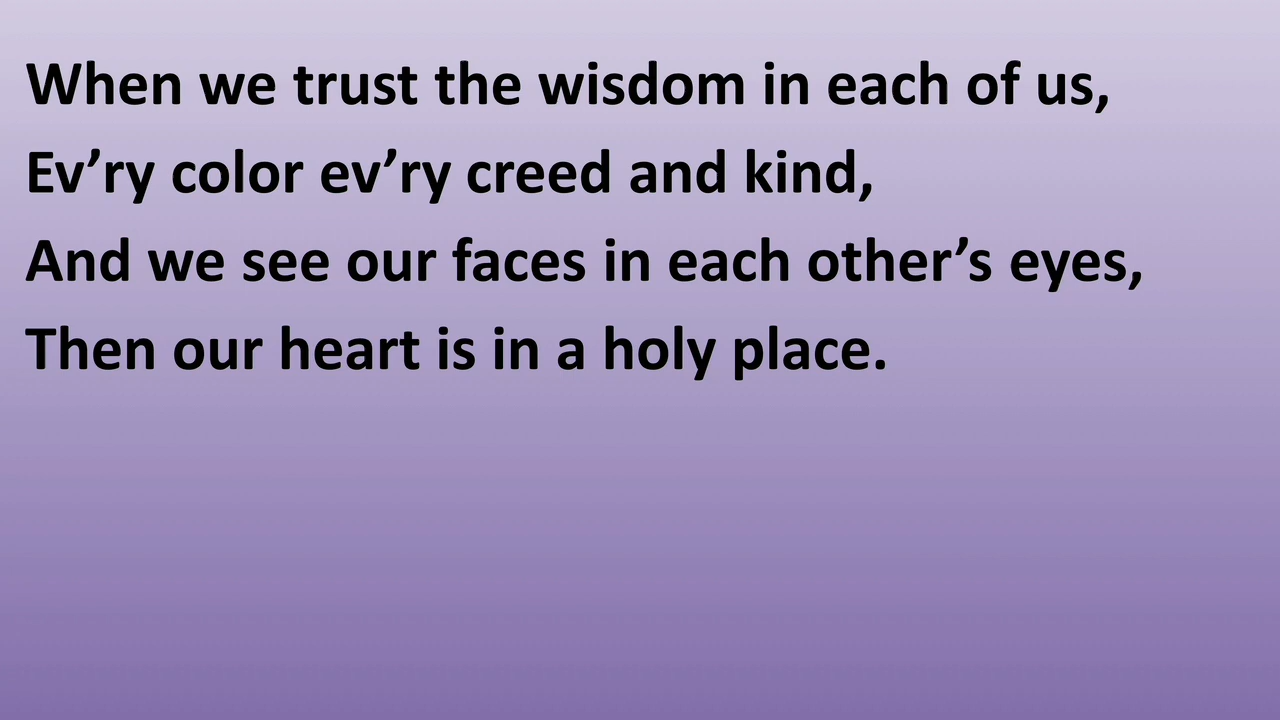 When we trust the wisdom in each of us,
Ev’ry color ev’ry creed and kind,
And we see our faces in each other’s eyes,
Then our heart is in a holy place.